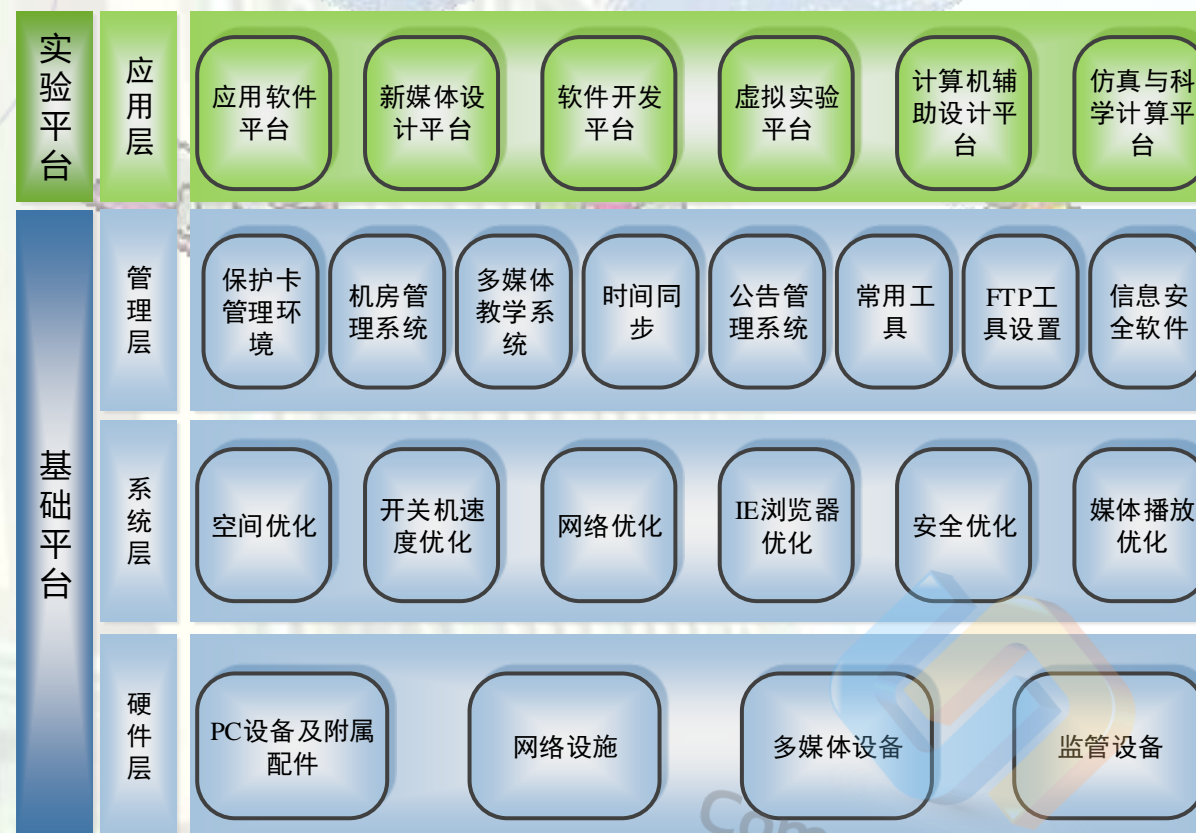 实验平台
应用层
应用软件
平台
新媒体设
计平台
软件开发
平台
虚拟实验
平台
计算机辅
助设计平
台
仿真与科
学计算平
台
基础平台
管理层
保护卡
管理环
境
机房管
理系统
多媒体
教学系
统
时间同
步
公告管
理系统
常用工
具
FTP工
具设置
信息安
全软件
系统层
空间优化
开关机速
度优化
网络优化
IE浏览器
优化
安全优化
媒体播放
优化
硬件层
PC设备及附属
配件
网络设施
多媒体设备
监管设备
Com